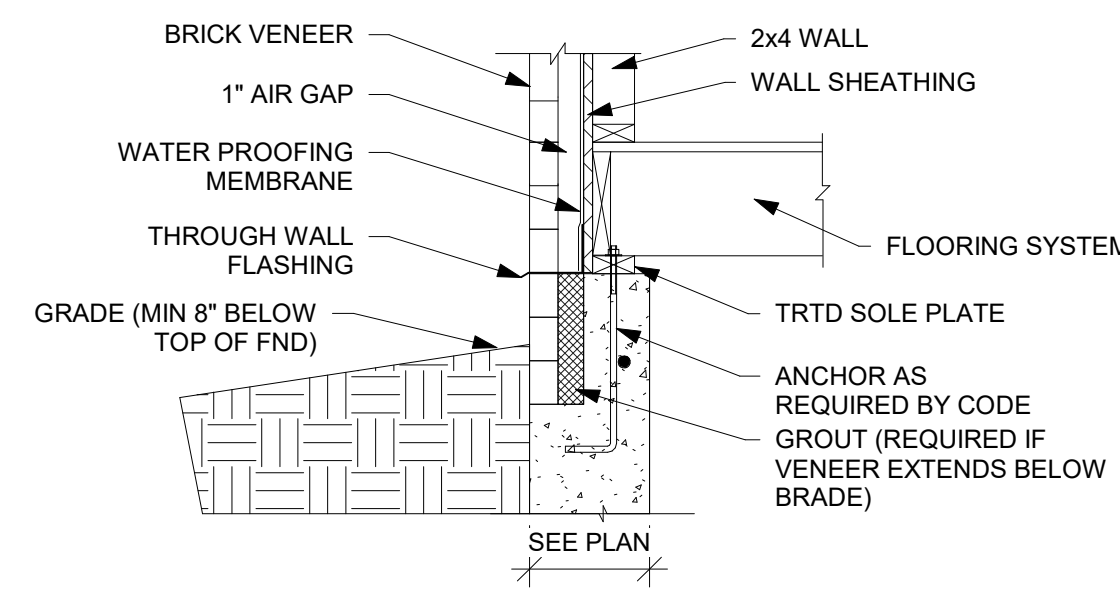 BRICK VENEER
1" AIR GAP
WATER PROOFING
MEMBRANE
THROUGH WALL
FLASHING
GRADE (MIN 8" BELOW
TOP OF FND)
2x4 WALL
WALL SHEATHING
FLOORING SYSTEM
TRTD SOLE PLATE
ANCHOR AS
REQUIRED BY CODE
GROUT (REQUIRED IF
VENEER EXTENDS BELOW
BRADE)
SEE PLAN